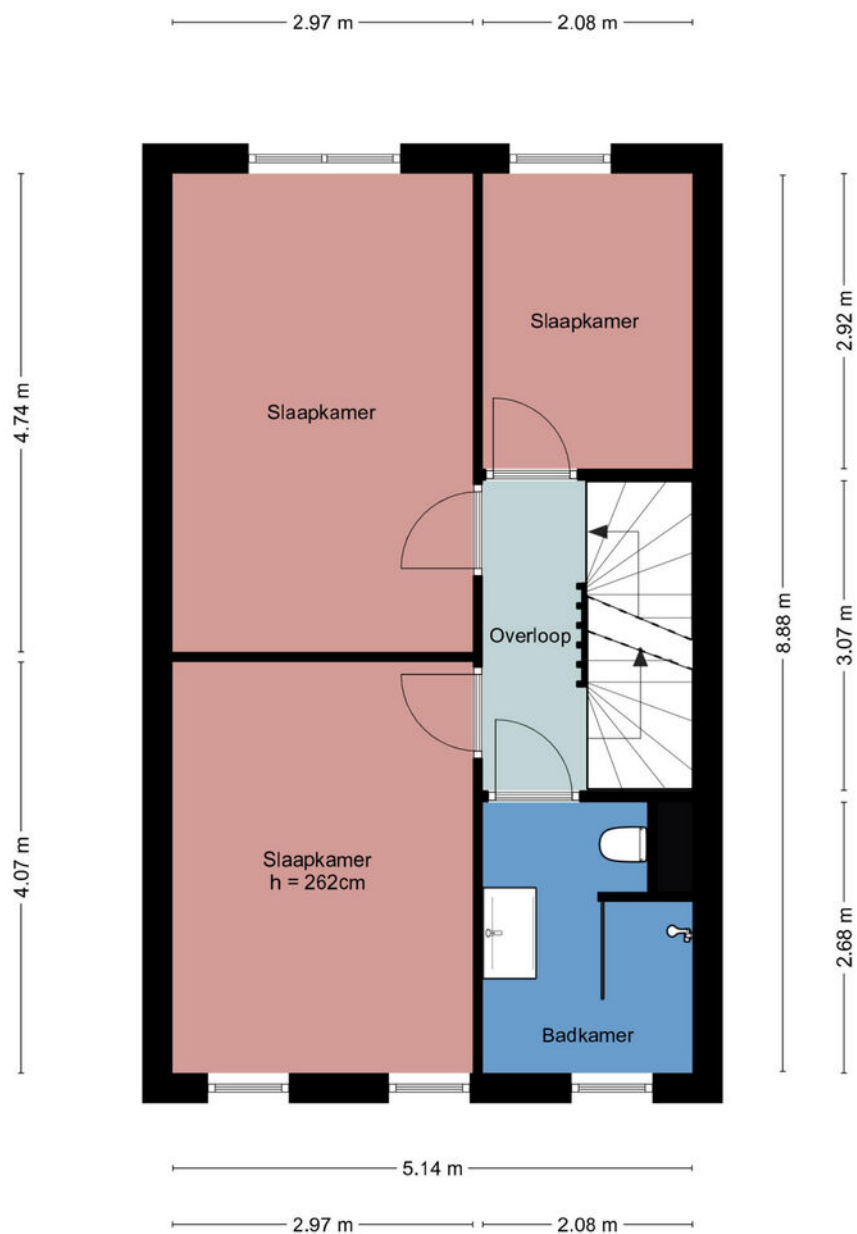 2.97 m
2.08 m
Slaapkamer
2.92 m
Slaapkamer
4.74 m
Overloop
8.88 m
3.07 m
Slaapkamer
h = 262cm
4.07 m
2.68 m
Badkamer
5.14 m
2.97 m
2.08 m